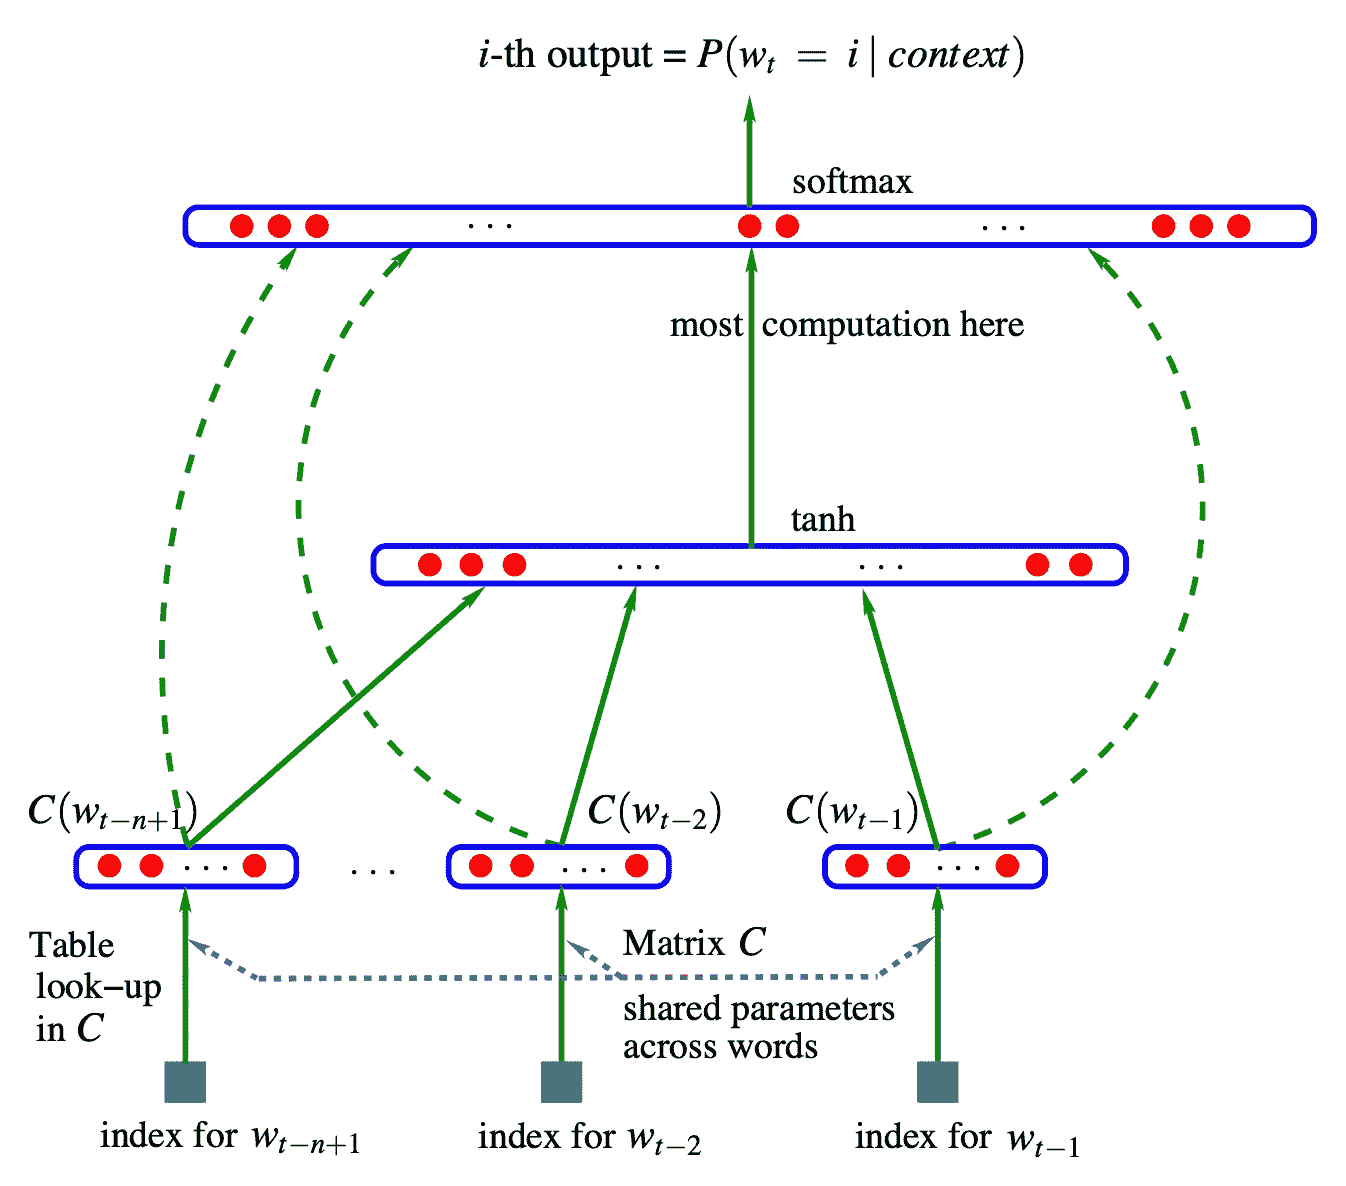 i-th output = P(w_t = i | context)
softmax
. . .
. . .
most computation here
tanh
. . .
. . .
C(w_{t−n+1})
C(w_{t−2})
C(w_{t−1})
. . .
. . .
. . .
. . .
Table
look−up
in C
Matrix C
shared parameters
across words
index for w_{t−n+1}
index for w_{t−2}
index for w_{t−1}